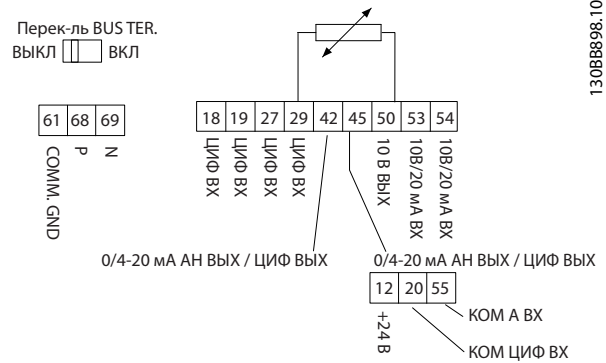 130BB898.10
Перек-ль BUS TER.
ВЫКЛ ВКЛ
61 68 69
18 19 27 29 42 45 50 53 54
COMM. GND
P
N
ЦИФ ВХ
ЦИФ ВХ
ЦИФ ВХ
ЦИФ ВХ
10 В ВЫХ
10В/20 мА ВХ
10В/20 мА ВХ
0/4-20 мА АН ВЫХ / ЦИФ ВЫХ
0/4-20 мА АН ВЫХ / ЦИФ ВЫХ
12 20 55
+24 В
КОМ А ВХ
КОМ ЦИФ ВХ